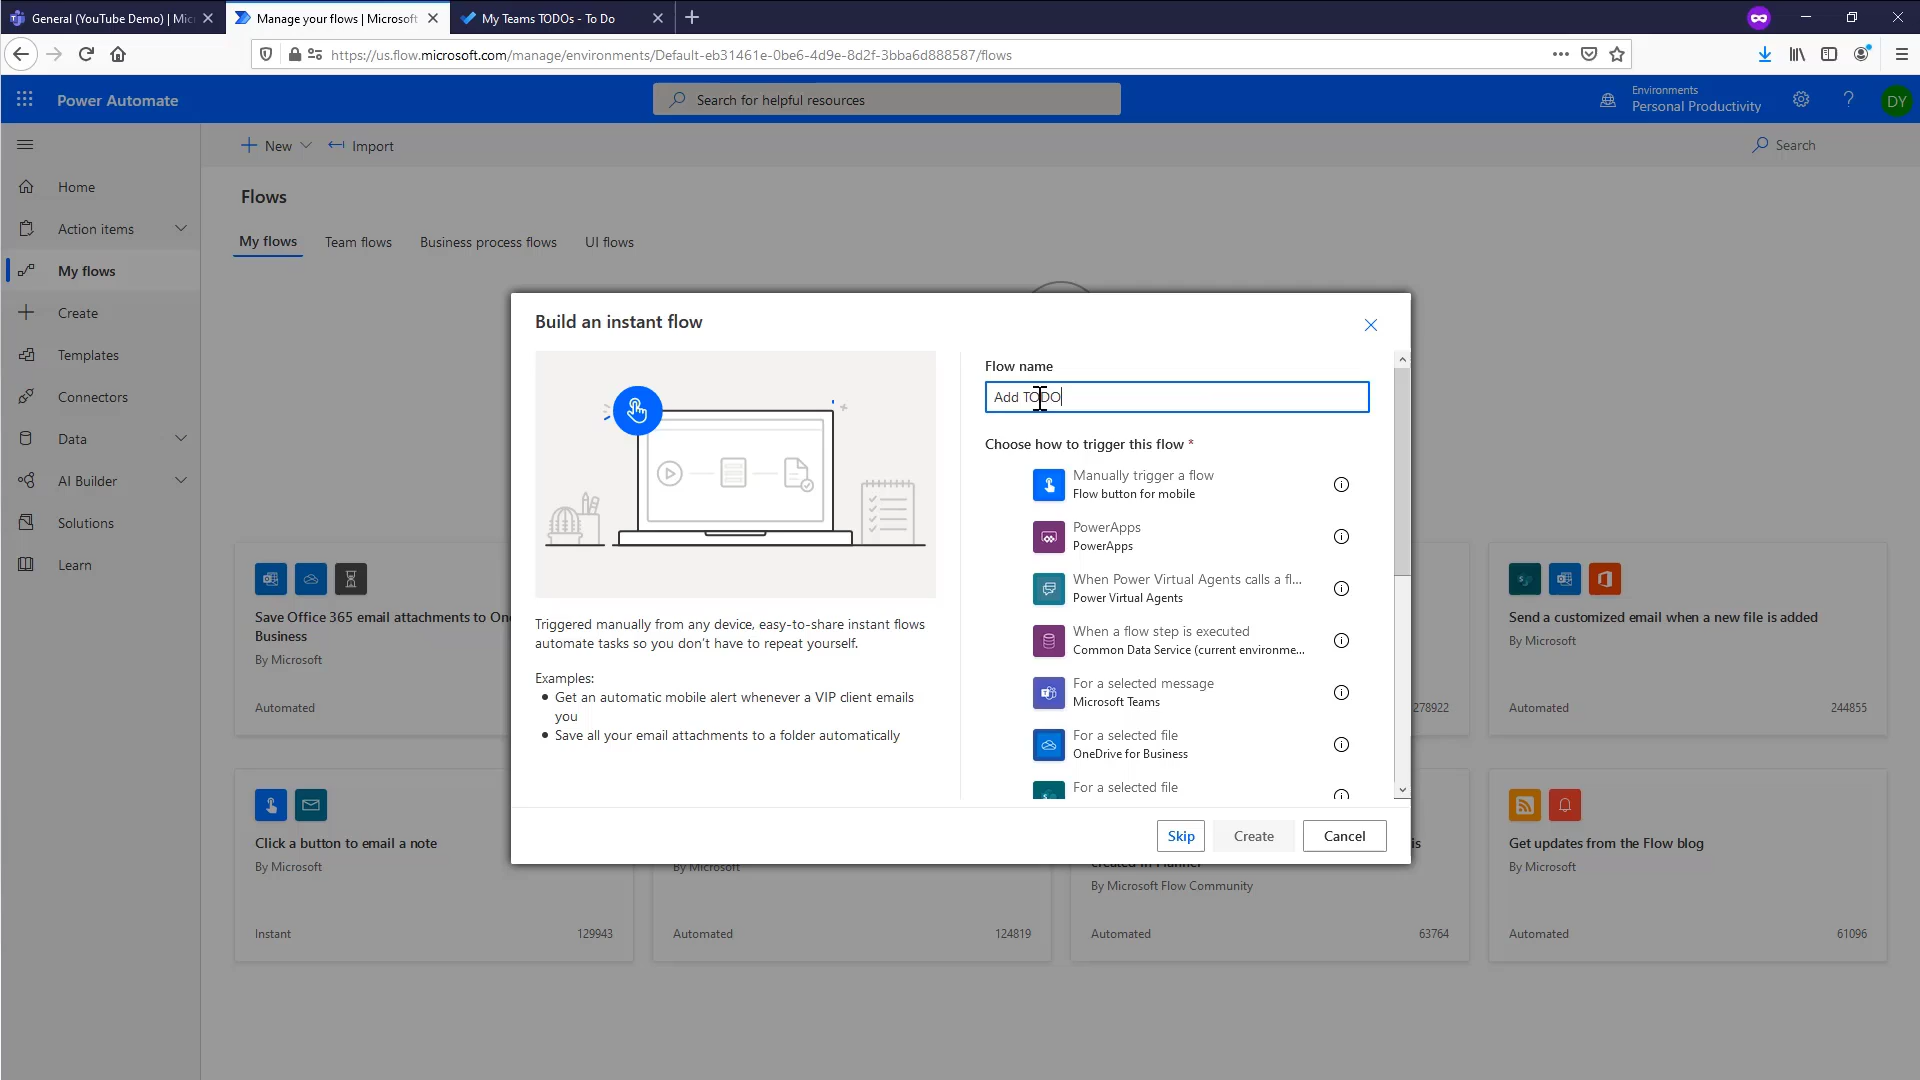 General (YouTube Demo) | Mic
Manage your flows | Microsoft
My Teams TODOs - To Do
https://us.flow.microsoft.com/manage/environments/Default-eb31461e-0be6-4d9e-8d2f-3bba6d888587/flows
Power Automate
Search for helpful resources
Environments
Personal Productivity
?
DY
New
Import
Search
Home
Action items
My flows
Create
Templates
Connectors
Data
AI Builder
Solutions
Learn
Flows
My flows
Team flows
Business process flows
UI flows
Build an instant flow
Triggered manually from any device, easy-to-share instant flows
automate tasks so you don't have to repeat yourself.
Examples:
Get an automatic mobile alert whenever a VIP client emails
you
Save all your email attachments to a folder automatically
Flow name
Add TODO
Choose how to trigger this flow *
Manually trigger a flow
Flow button for mobile
PowerApps
PowerApps
When Power Virtual Agents calls a fl...
Power Virtual Agents
When a flow step is executed
Common Data Service (current environme...
For a selected message
Microsoft Teams
For a selected file
OneDrive for Business
For a selected file
Skip
Create
Cancel
Save Office 365 email attachments to On
Business
By Microsoft
Automated
278922
Send a customized email when a new file is added
By Microsoft
Automated
244855
Click a button to email a note
By Microsoft
Instant
129943
By Microsoft
Automated
124819
is
created in Planner
By Microsoft Flow Community
Automated
63764
Get updates from the Flow blog
By Microsoft
Automated
61096